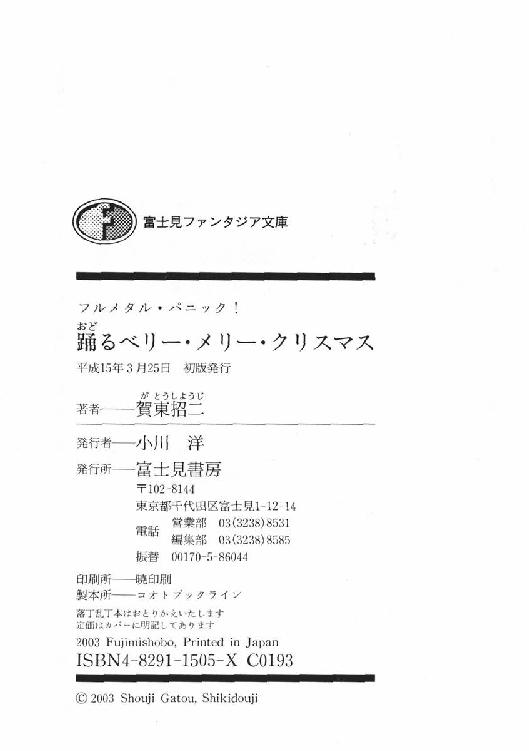 富士見ファンタジア文庫
フルメタル・パニック!
おど
踊るベリー・メリー・クリスマス
平成15年3月25日 初版発行
がとうしょうじ
著者──賀東招二
発行者──小川 洋
発行所──富士見書房
〒102-8144
東京都千代田区富士見1-12-14
電話 営業部 03(3238)8531
編集部 03(3238)8585
振替 00170-5-86044
印刷所──暁印刷
製本所──コオトブックライン
落丁乱丁本はおとりかえいたします
定価はカバーに明記してあります
2003 Fujimishobo, Printed in Japan
ISBN4-8291-1505-X C0193
© 2003 Shouji Gatou, Shikidouji